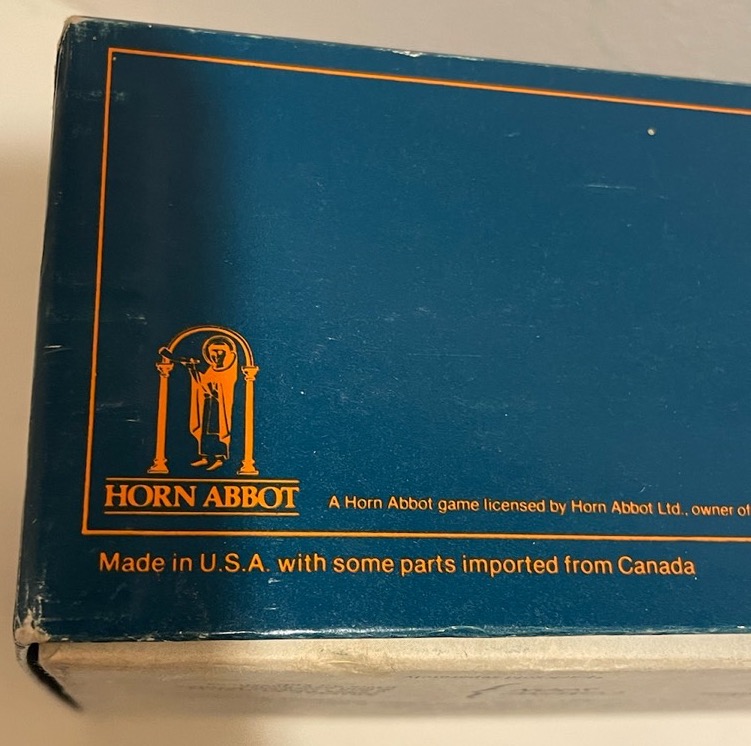 HORN ABBOT
A Horn Abbot game licensed by Horn Abbot Ltd., owner of
Made in U.S.A. with some parts imported from Canada